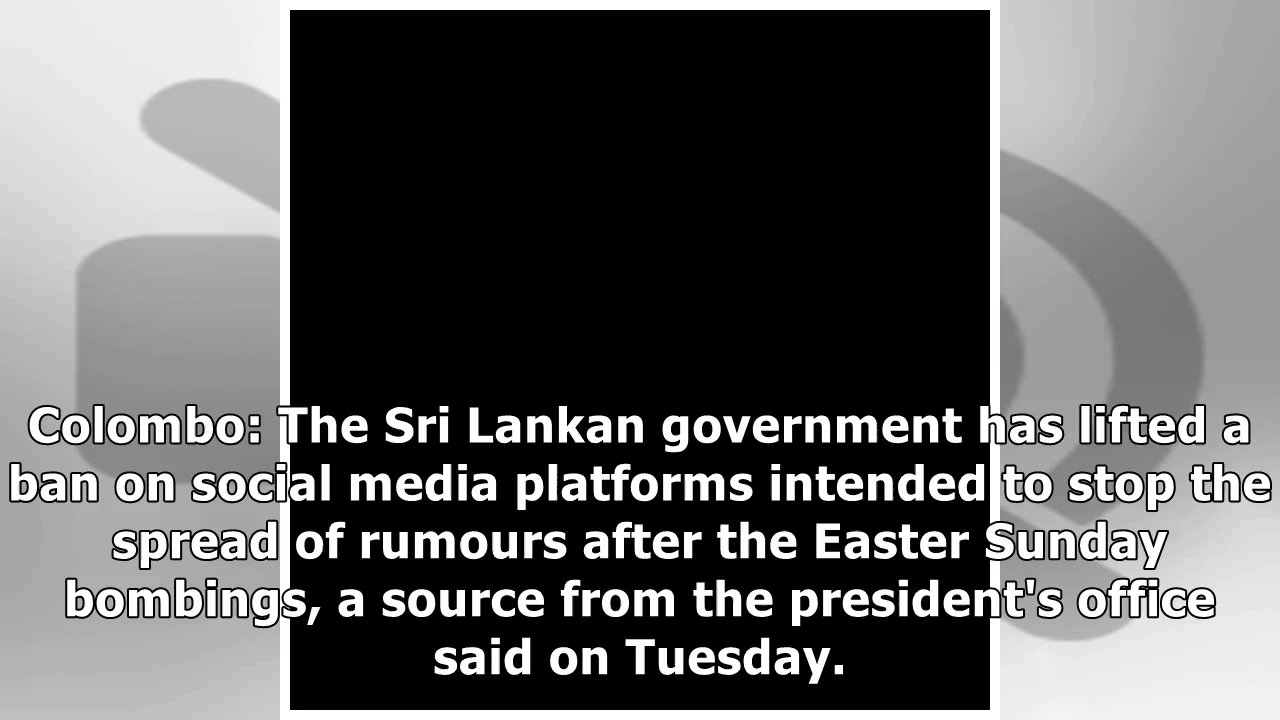 Colombo: The Sri Lankan government has lifted a
ban on social media platforms intended to stop the
spread of rumours after the Easter Sunday
bombings, a source from the president's office
said on Tuesday.